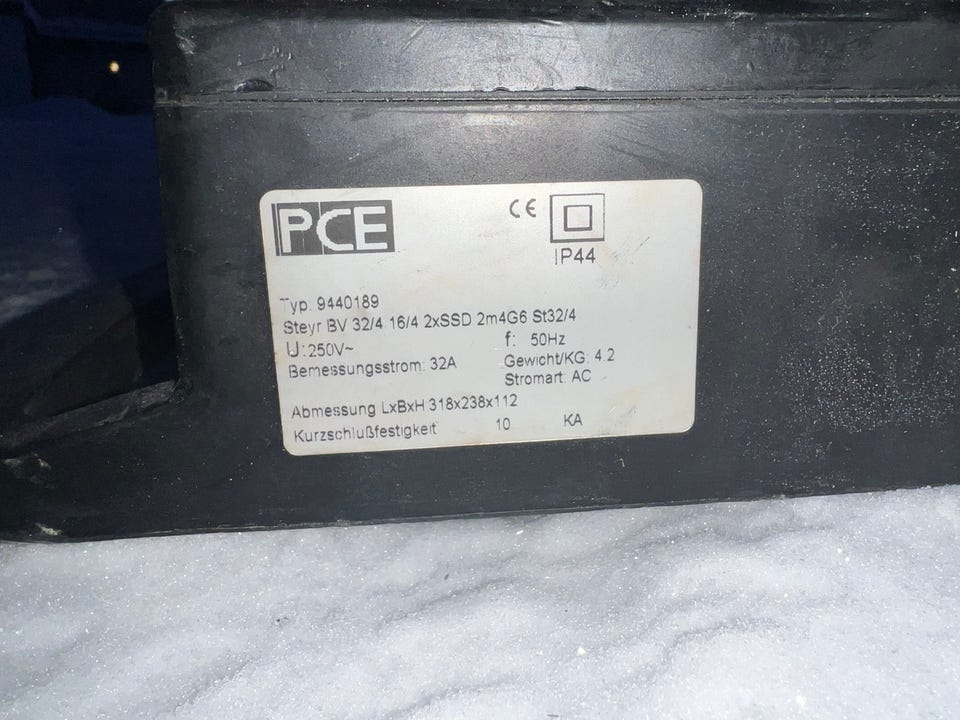 PCE
CE
IP44
Typ. 9440189
Steyr BV 32/4 16/4 2xSSD 2m4G6 St32/4
U:250V~ f: 50Hz
Bemessungsstrom: 32A Gewicht/KG: 4.2
Stromart: AC
Abmessung LxBxH 318x238x112
Kurzschlußfestigkeit 10 KA